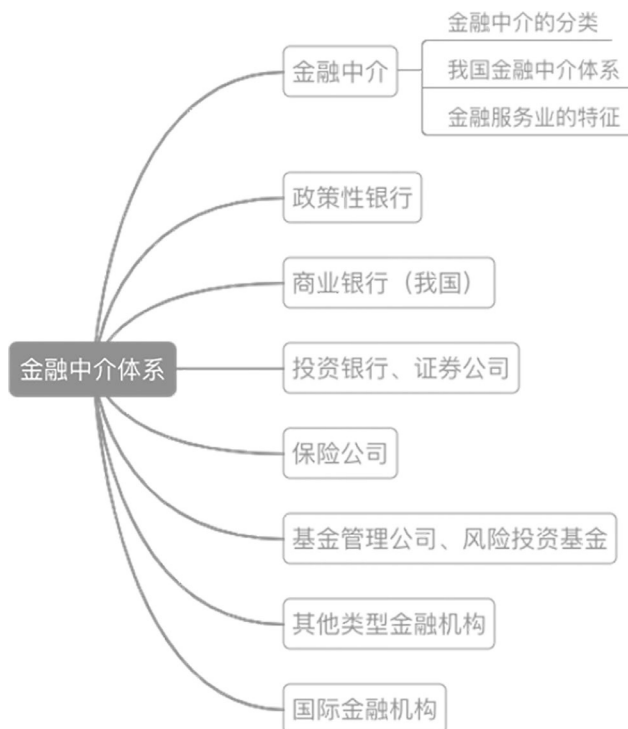 金融中介体系
金融中介
金融中介的分类
我国金融中介体系
金融服务业的特征
政策性银行
商业银行（我国）
投资银行、证券公司
保险公司
基金管理公司、风险投资基金
其他类型金融机构
国际金融机构